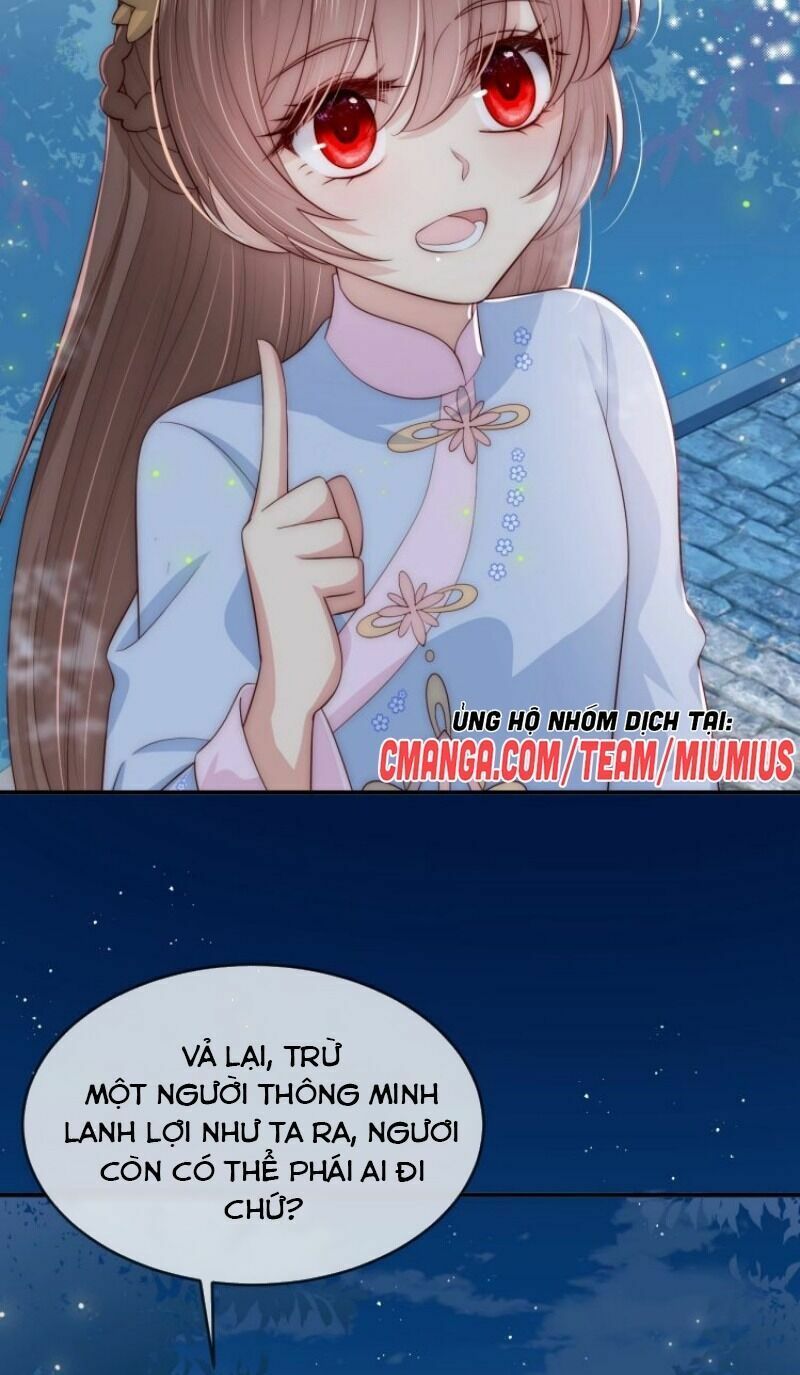 ỦNG HỘ NHÓM DỊCH TẠI:
CMANGA.COM/TEAM/MIUMIUS
VẢ LẠI, TRỪ
MỘT NGƯỜI THÔNG MINH
LANH LỢI NHƯ TA RA, NGƯƠI
CÒN CÓ THỂ PHÁI AI ĐI
CHỨ?